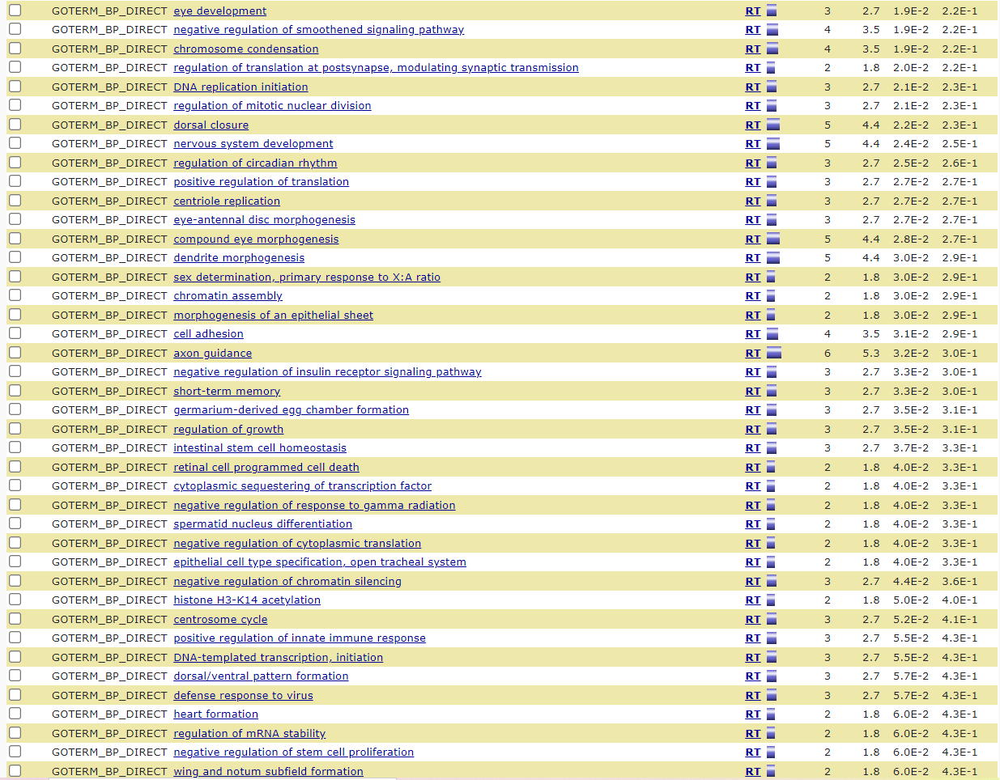 GOTERM_BP_DIRECT eye development RT 3 2.7 1.9E-2 2.2E-1
GOTERM_BP_DIRECT negative regulation of smoothened signaling pathway RT 4 3.5 1.9E-2 2.2E-1
GOTERM_BP_DIRECT chromosome condensation RT 4 3.5 1.9E-2 2.2E-1
GOTERM_BP_DIRECT regulation of translation at postsynapse, modulating synaptic transmission RT 2 1.8 2.0E-2 2.2E-1
GOTERM_BP_DIRECT DNA replication initiation RT 3 2.7 2.1E-2 2.3E-1
GOTERM_BP_DIRECT regulation of mitotic nuclear division RT 3 2.7 2.1E-2 2.3E-1
GOTERM_BP_DIRECT dorsal closure RT 5 4.4 2.2E-2 2.3E-1
GOTERM_BP_DIRECT nervous system development RT 5 4.4 2.4E-2 2.5E-1
GOTERM_BP_DIRECT regulation of circadian rhythm RT 3 2.7 2.5E-2 2.6E-1
GOTERM_BP_DIRECT positive regulation of translation RT 3 2.7 2.7E-2 2.7E-1
GOTERM_BP_DIRECT centriole replication RT 3 2.7 2.7E-2 2.7E-1
GOTERM_BP_DIRECT eye-antennal disc morphogenesis RT 3 2.7 2.7E-2 2.7E-1
GOTERM_BP_DIRECT compound eye morphogenesis RT 5 4.4 2.8E-2 2.7E-1
GOTERM_BP_DIRECT dendrite morphogenesis RT 5 4.4 3.0E-2 2.9E-1
GOTERM_BP_DIRECT sex determination, primary response to X:A ratio RT 2 1.8 3.0E-2 2.9E-1
GOTERM_BP_DIRECT chromatin assembly RT 2 1.8 3.0E-2 2.9E-1
GOTERM_BP_DIRECT morphogenesis of an epithelial sheet RT 2 1.8 3.0E-2 2.9E-1
GOTERM_BP_DIRECT cell adhesion RT 4 3.5 3.1E-2 2.9E-1
GOTERM_BP_DIRECT axon guidance RT 6 5.3 3.2E-2 3.0E-1
GOTERM_BP_DIRECT negative regulation of insulin receptor signaling pathway RT 3 2.7 3.3E-2 3.0E-1
GOTERM_BP_DIRECT short-term memory RT 3 2.7 3.3E-2 3.0E-1
GOTERM_BP_DIRECT germarium-derived egg chamber formation RT 3 2.7 3.5E-2 3.1E-1
GOTERM_BP_DIRECT regulation of growth RT 3 2.7 3.5E-2 3.1E-1
GOTERM_BP_DIRECT intestinal stem cell homeostasis RT 3 2.7 3.7E-2 3.3E-1
GOTERM_BP_DIRECT retinal cell programmed cell death RT 2 1.8 4.0E-2 3.3E-1
GOTERM_BP_DIRECT cytoplasmic sequestering of transcription factor RT 2 1.8 4.0E-2 3.3E-1
GOTERM_BP_DIRECT negative regulation of response to gamma radiation RT 2 1.8 4.0E-2 3.3E-1
GOTERM_BP_DIRECT spermatid nucleus differentiation RT 2 1.8 4.0E-2 3.3E-1
GOTERM_BP_DIRECT negative regulation of cytoplasmic translation RT 2 1.8 4.0E-2 3.3E-1
GOTERM_BP_DIRECT epithelial cell type specification, open tracheal system RT 2 1.8 4.0E-2 3.3E-1
GOTERM_BP_DIRECT negative regulation of chromatin silencing RT 3 2.7 4.4E-2 3.6E-1
GOTERM_BP_DIRECT histone H3-K14 acetylation RT 2 1.8 5.0E-2 4.0E-1
GOTERM_BP_DIRECT centrosome cycle RT 3 2.7 5.2E-2 4.1E-1
GOTERM_BP_DIRECT positive regulation of innate immune response RT 3 2.7 5.5E-2 4.3E-1
GOTERM_BP_DIRECT DNA-templated transcription, initiation RT 3 2.7 5.5E-2 4.3E-1
GOTERM_BP_DIRECT dorsal/ventral pattern formation RT 3 2.7 5.7E-2 4.3E-1
GOTERM_BP_DIRECT defense response to virus RT 3 2.7 5.7E-2 4.3E-1
GOTERM_BP_DIRECT heart formation RT 2 1.8 6.0E-2 4.3E-1
GOTERM_BP_DIRECT regulation of mRNA stability RT 2 1.8 6.0E-2 4.3E-1
GOTERM_BP_DIRECT negative regulation of stem cell proliferation RT 2 1.8 6.0E-2 4.3E-1
GOTERM_BP_DIRECT wing and notum subfield formation RT 2 1.8 6.0E-2 4.3E-1